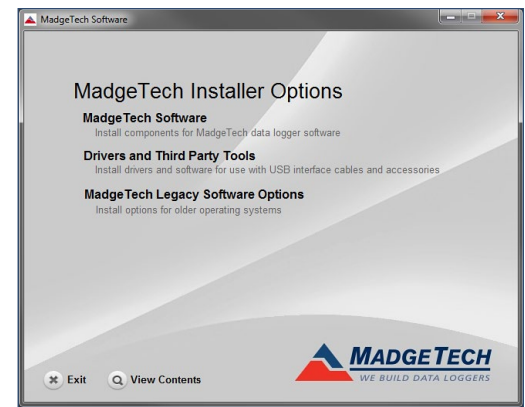 MadgeTech Software
MadgeTech Installer Options
MadgeTech Software
Install components for MadgeTech data logger software
Drivers and Third Party Tools
Install drivers and software for use with USB interface cables and accessories
MadgeTech Legacy Software Options
Install options for older operating systems
Exit
View Contents
MADGETECH
WE BUILD DATA LOGGERS